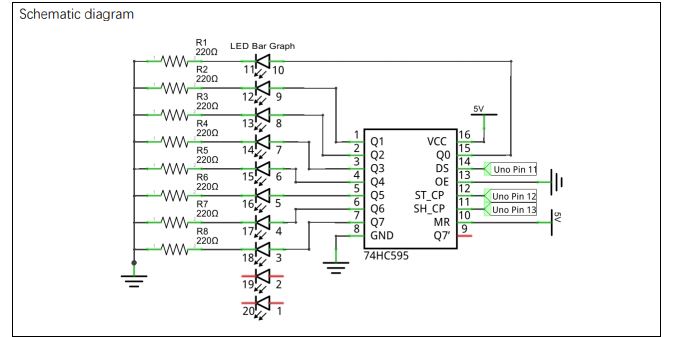 Schematic diagram
R1
220Ω
LED Bar Graph
11 10
R2
220Ω
12 9
R3
220Ω
13 8
R4
220Ω
14 7
R5
220Ω
15 6
R6
220Ω
16 5
R7
220Ω
17 4
R8
220Ω
18 3
19 2
20 1
5V
1 Q1 VCC 16
2 Q2 Q0 15
3 Q3 DS 14 Uno Pin 11
4 Q4 OE 13
5 Q5 ST_CP 12 Uno Pin 12
6 Q6 SH_CP 11 Uno Pin 13
7 Q7 MR 10 5V
8 GND Q7' 9
74HC595